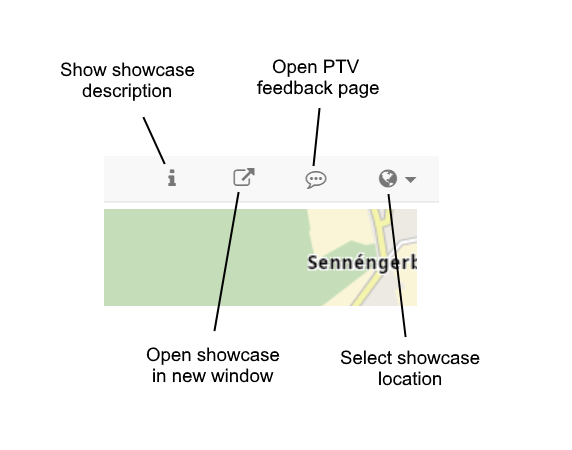 Show showcase
description
Open PTV
feedback page
Sennéngerb
Open showcase
in new window
Select showcase
location